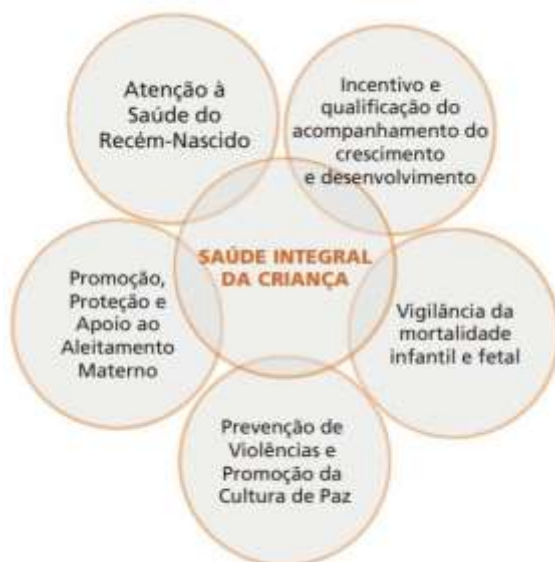 Atenção à
Saúde do
Recém-Nascido
Incentivo e
qualificação do
acompanhamento do
crescimento
e desenvolvimento
SAÚDE INTEGRAL
DA CRIANÇA
Promoção,
Proteção e
Apoio ao
Aleitamento
Materno
Vigilância da
mortalidade
infantil e fetal
Prevenção de
Violências e
Promoção da
Cultura de Paz